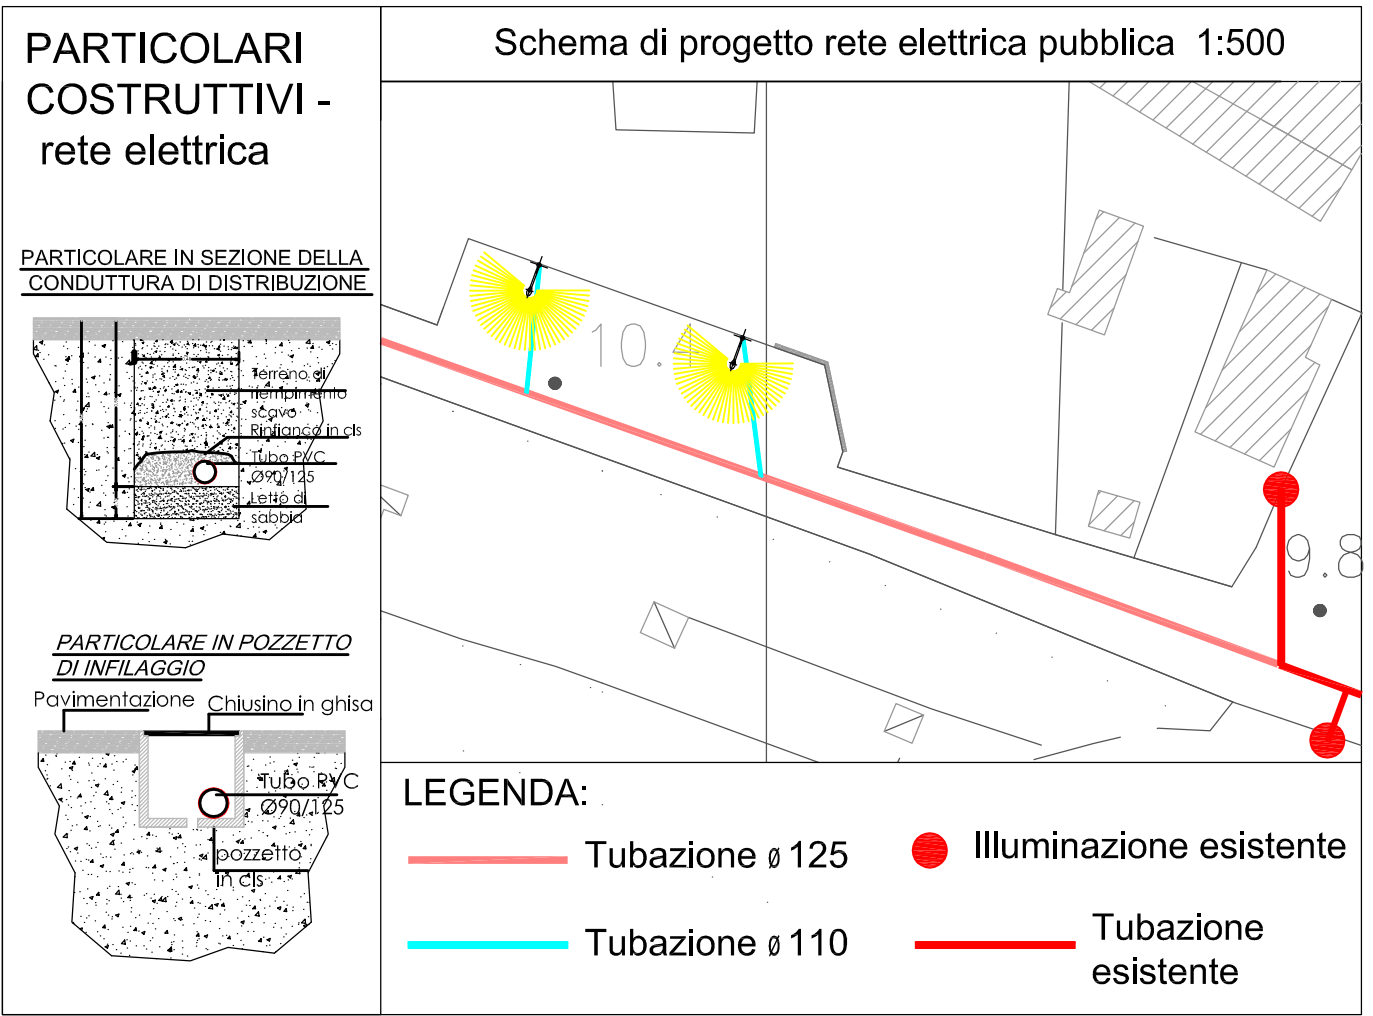 PARTICOLARI
COSTRUTTIVI -
rete elettrica
Schema di progetto rete elettrica pubblica 1:500
PARTICOLARE IN SEZIONE DELLA
CONDUTTURA DI DISTRIBUZIONE
Terreno di
riempimento
scavo
Rinfianco in cls
Tubo PVC
Ø90/125
Letto di
sabbia
PARTICOLARE IN POZZETTO
DI INFILAGGIO
Pavimentazione
Chiusino in ghisa
Tubo PVC
Ø90/125
pozzetto
in cls
10.4
9.8
LEGENDA:
Tubazione ø 125
Illuminazione esistente
Tubazione ø 110
Tubazione
esistente